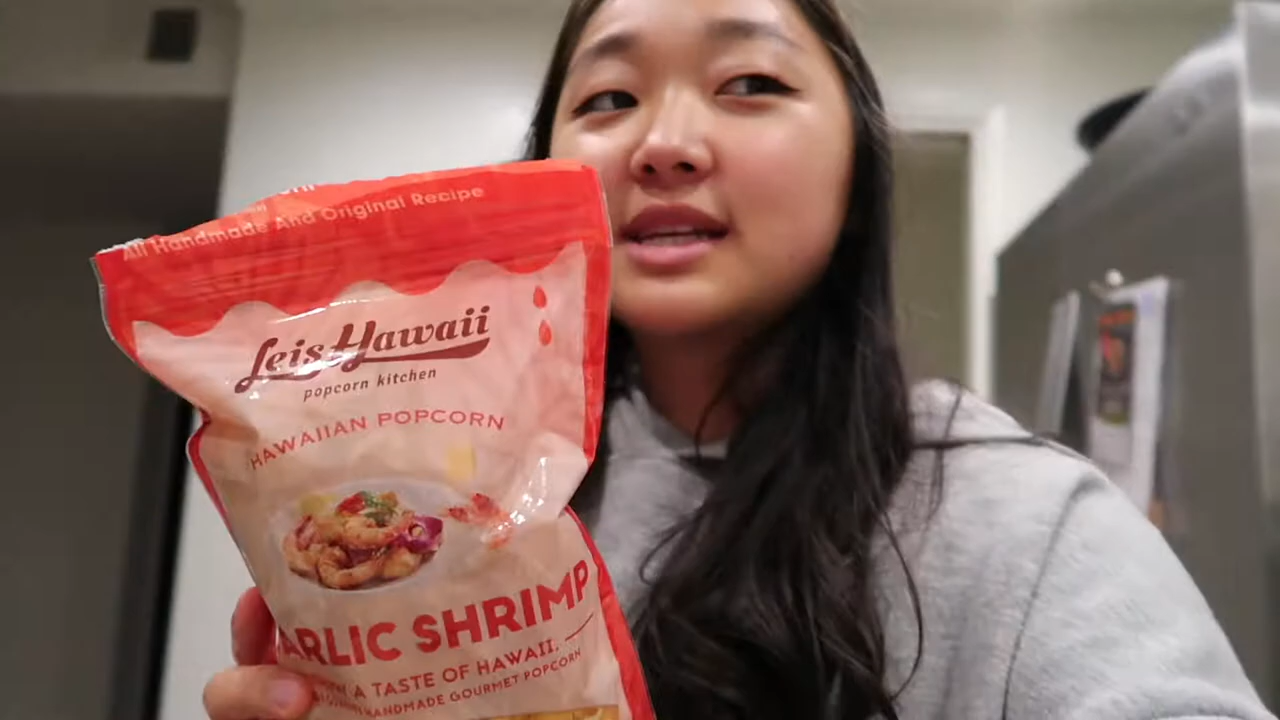 All Handmade And Original Recipe
Leis Hawaii
popcorn kitchen
HAWAIIAN POPCORN
ARLIC SHRIMP
A TASTE OF HAWAII.
HANDMADE GOURMET POPCORN